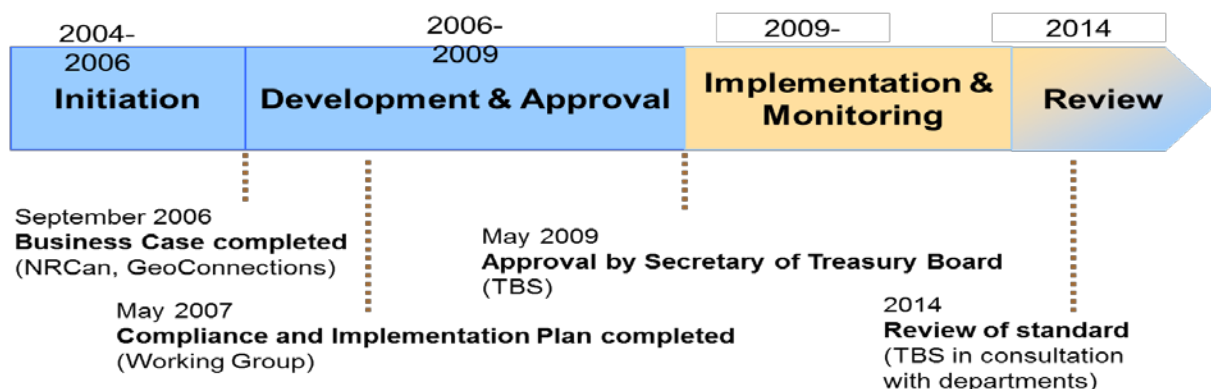 2004-
2006
Initiation
2006-
2009
Development & Approval
2009-
Implementation &
Monitoring
2014
Review
September 2006
Business Case completed
(NRCan, GeoConnections)
May 2007
Compliance and Implementation Plan completed
(Working Group)
May 2009
Approval by Secretary of Treasury Board
(TBS)
2014
Review of standard
(TBS in consultation
with departments)